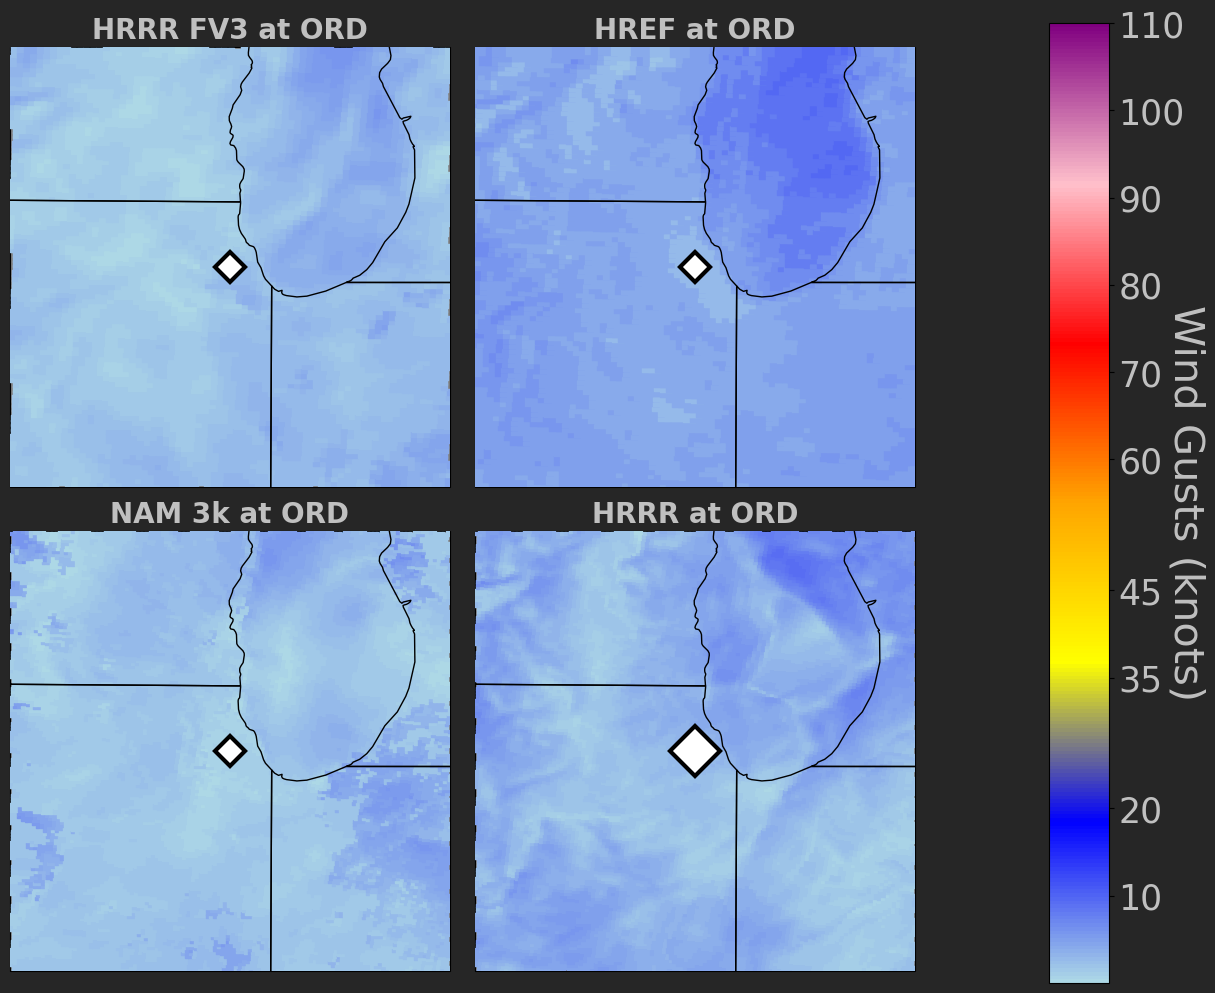 HRRR FV3 at ORD
HREF at ORD
NAM 3k at ORD
HRRR at ORD
110
100
90
80
70
60
45
35
20
10
Wind Gusts (knots)